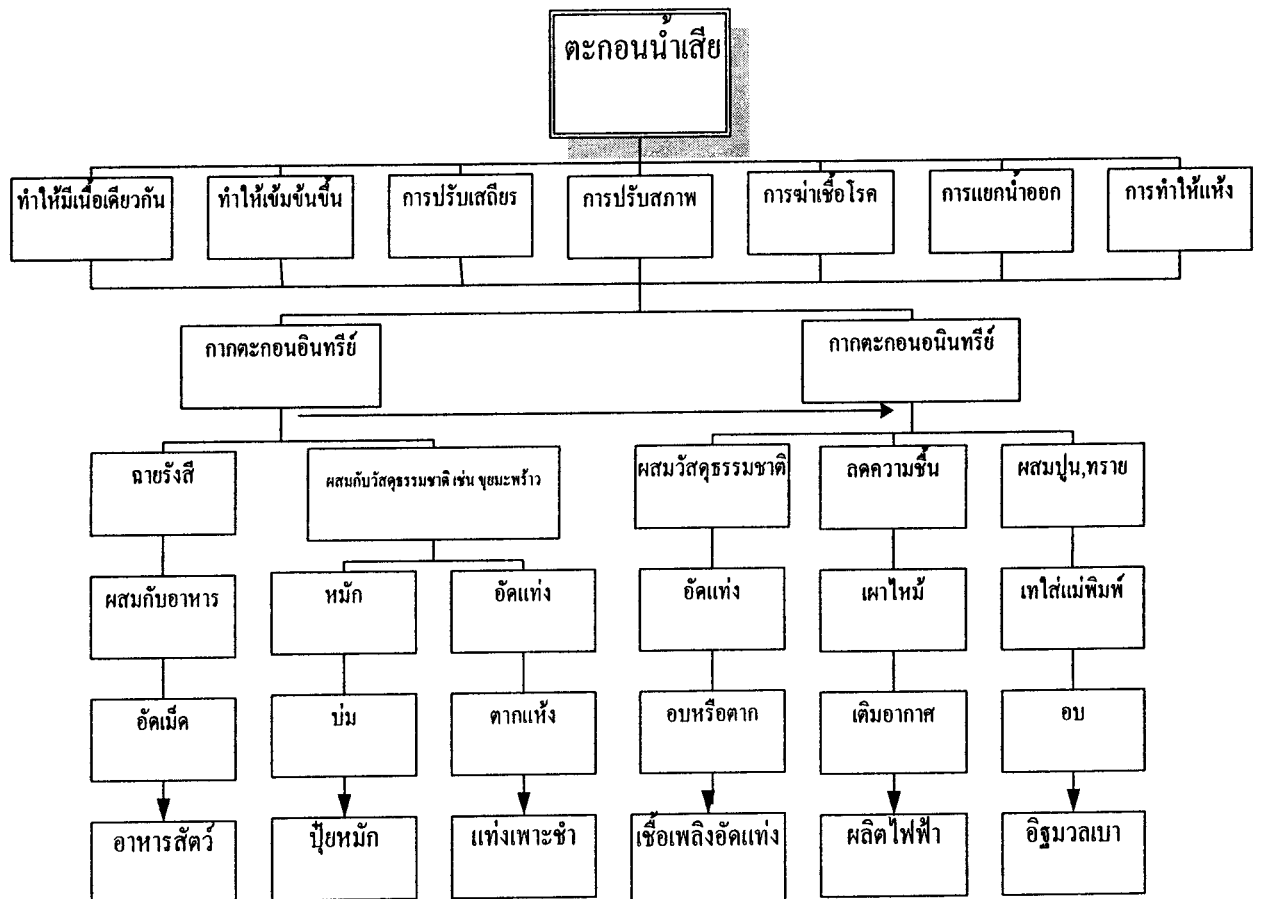 ตะกอนน้ำเสีย
ทำให้มีเนื้อเดียวกัน
ทำให้เข้มข้นขึ้น
การปรับเสถียร
การปรับสภาพ
การฆ่าเชื้อโรค
การแยกน้ำออก
การทำให้แห้ง
กากตะกอนอินทรีย์
กากตะกอนอนินทรีย์
ฉายรังสี
ผสมกับวัสดุธรรมชาติ เช่น ขุยมะพร้าว
ผสมวัสดุธรรมชาติ
ลดความชื้น
ผสมปูน,ทราย
ผสมกับอาหาร
หมัก
อัดแท่ง
อัดแท่ง
เผาไหม้
เทใส่แม่พิมพ์
อัดเม็ด
บ่ม
ตากแห้ง
อบหรือตาก
เติมอากาศ
อบ
อาหารสัตว์
ปุ๋ยหมัก
แท่งเพาะชำ
เชื้อเพลิงอัดแท่ง
ผลิตไฟฟ้า
อิฐมวลเบา